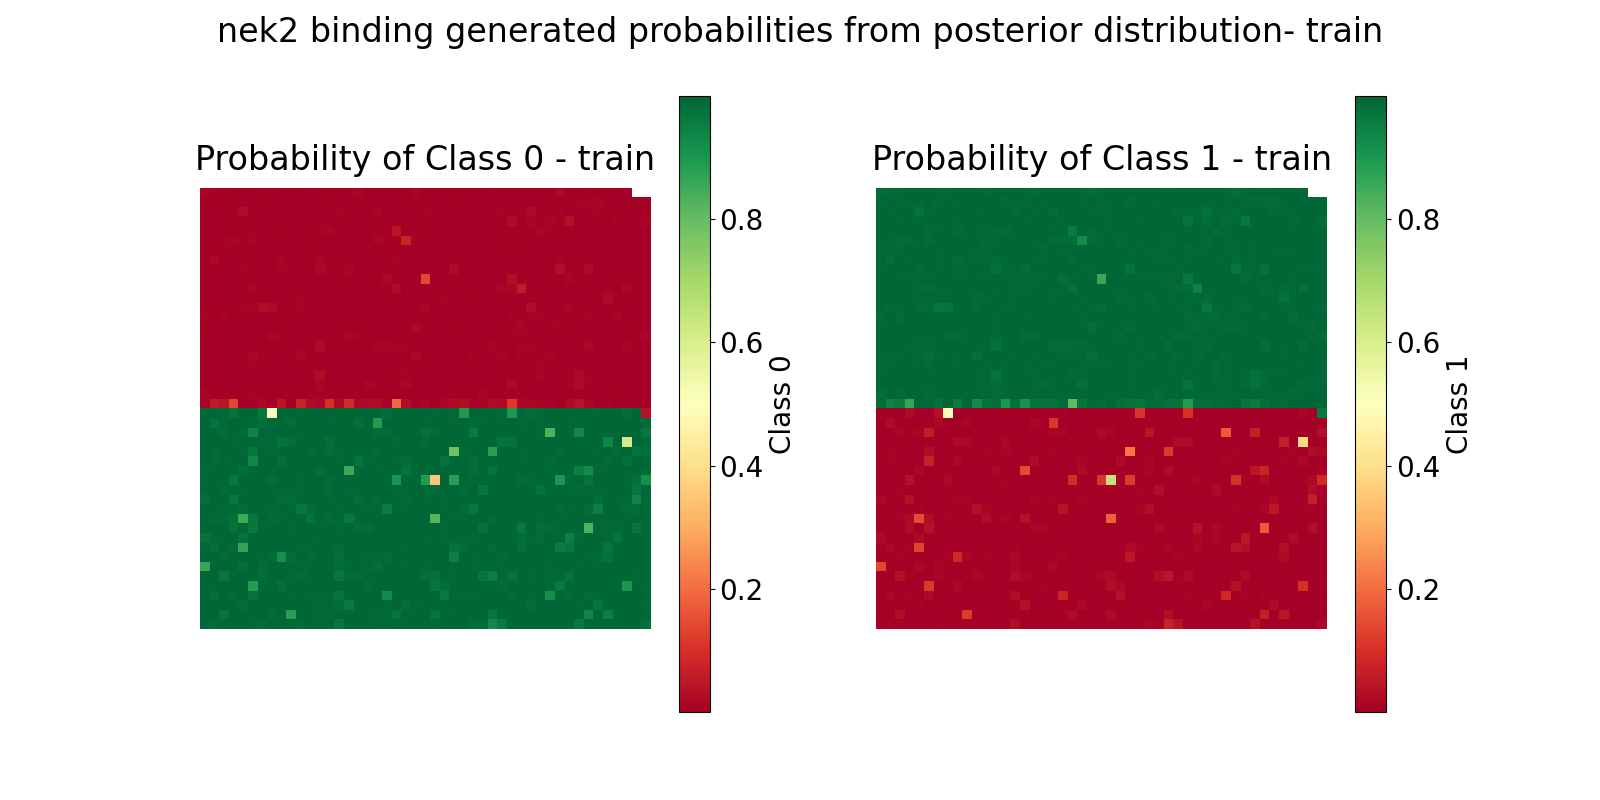 nek2 binding generated probabilities from posterior distribution- train
Probability of Class 0 - train
0.8
0.6
0.4
0.2
Class 0
Probability of Class 1 - train
0.8
0.6
0.4
0.2
Class 1